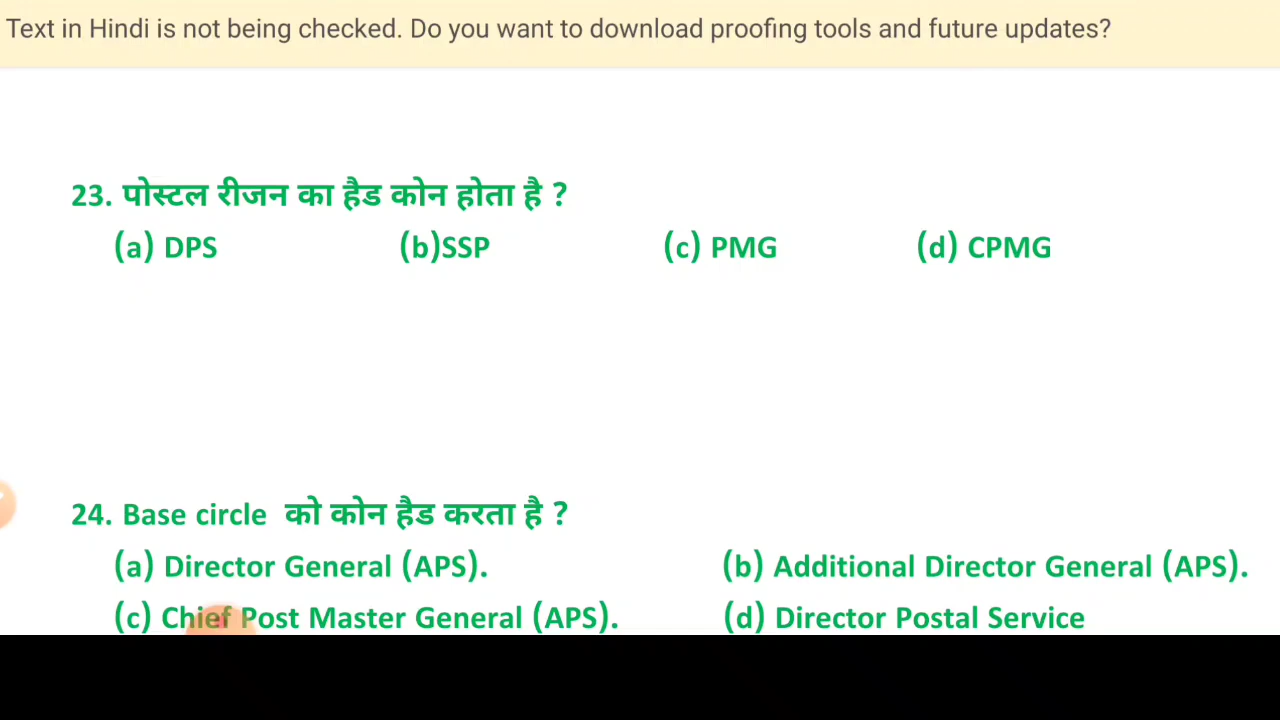 Text in Hindi is not being checked. Do you want to download proofing tools and future updates?
23. पोस्टल रीजन का हैड कोन होता है ?
(a) DPS (b)SSP (c) PMG (d) CPMG
24. Base circle को कोन हैड करता है ?
(a) Director General (APS). (b) Additional Director General (APS).
(c) Chief Post Master General (APS). (d) Director Postal Service